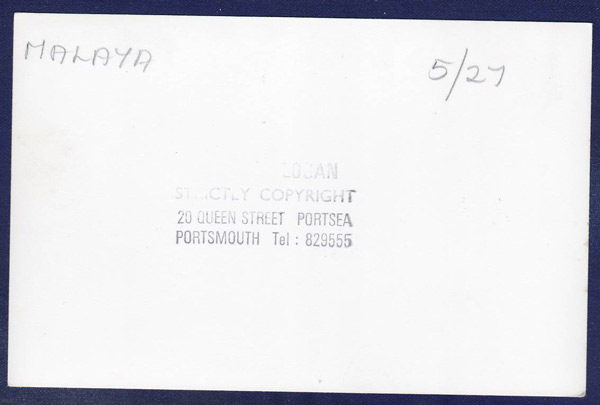 MALAYA
5/27
LOGAN
STRICTLY COPYRIGHT
20 QUEEN STREET PORTSEA
PORTSMOUTH Tel : 829555